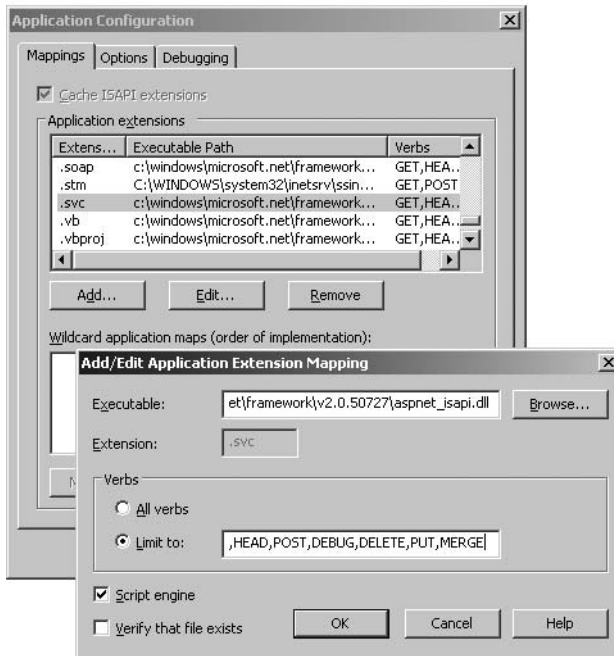 Application Configuration
Mappings Options Debugging
Cache ISAPI extensions
Application extensions
Extens... Executable Path Verbs
.soap c:\windows\microsoft.net\framework... GET,HEA...
.stm C:\WINDOWS\system32\inetsrv\ssin... GET,POST
.svc c:\windows\microsoft.net\framework... GET,HEA...
.vb c:\windows\microsoft.net\framework... GET,HEA...
.vbproj c:\windows\microsoft.net\framework... GET,HEA...
Add... Edit... Remove
Wildcard application maps (order of implementation):
Add/Edit Application Extension Mapping
Executable: et\framework\v2.0.50727\aspnet_isapi.dll Browse...
Extension: .svc
Verbs
All verbs
Limit to: ,HEAD,POST,DEBUG,DELETE,PUT,MERGE
Script engine
Verify that file exists
OK Cancel Help